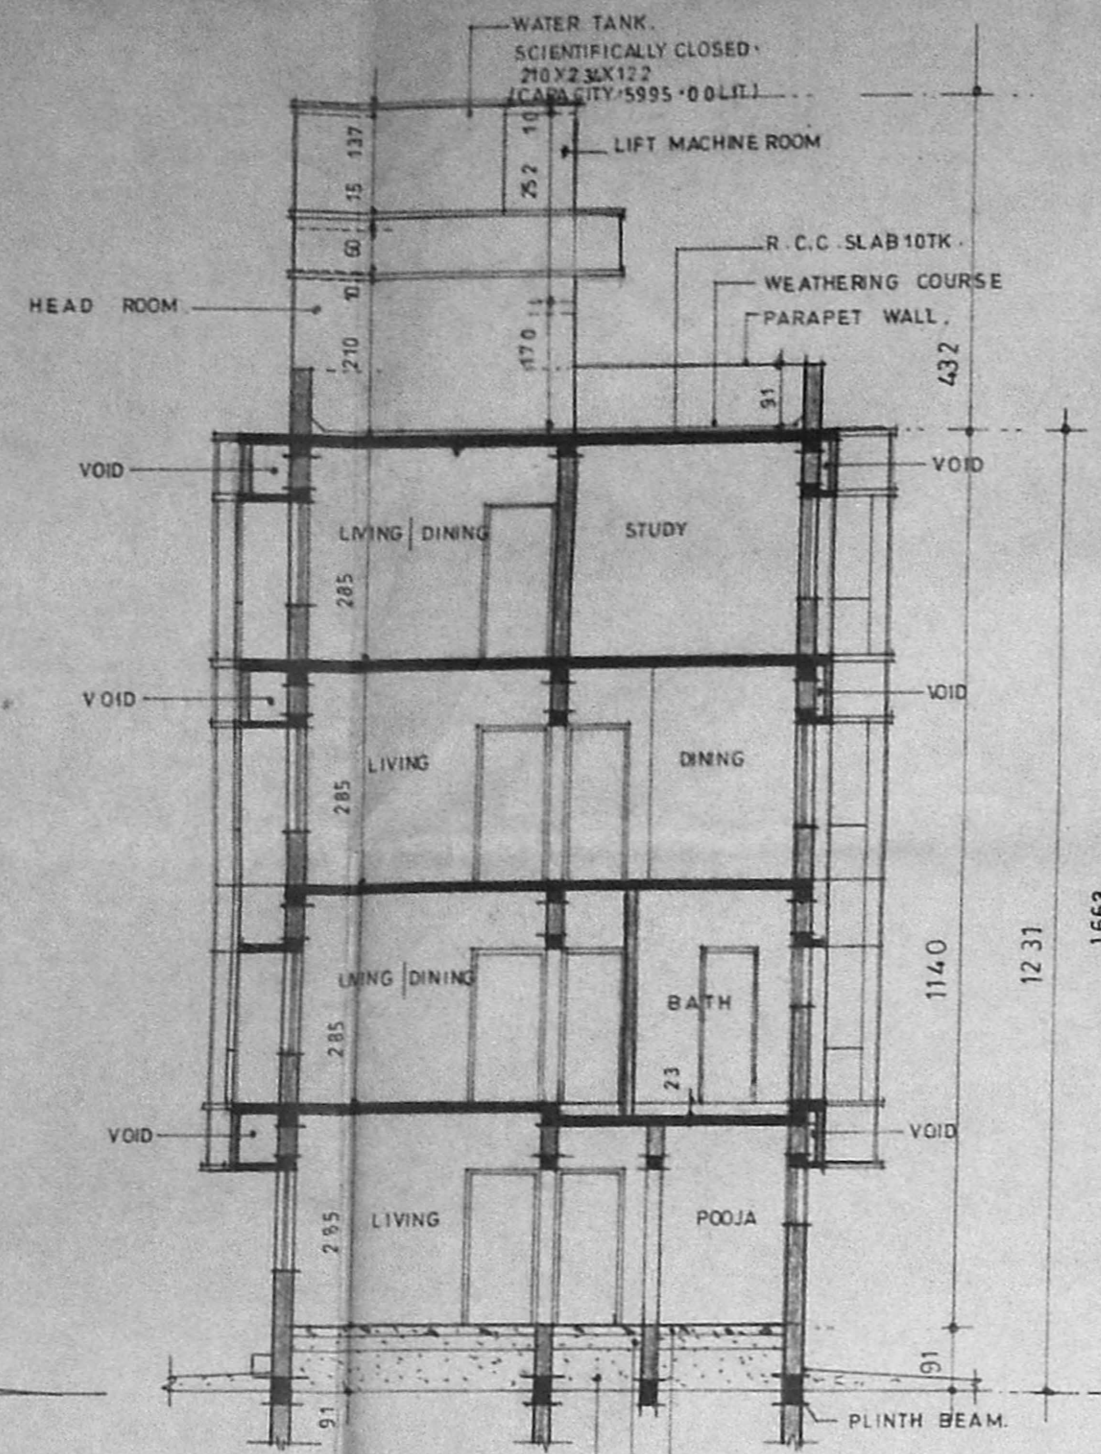 WATER TANK.
SCIENTIFICALLY CLOSED.
210X234X122
(CAPACITY 5995.00LIT)
137
10
LIFT MACHINE ROOM
15
252
60
R.C.C. SLAB 10TK.
WEATHERING COURSE
HEAD ROOM
10
PARAPET WALL.
210
170
432
91
VOID
VOID
LIVING | DINING
STUDY
285
VOID
VOID
LIVING
DINING
285
1140
1231
1663
LIVING | DINING
BATH
285
23
VOID
VOID
LIVING
POOJA
285
91
91
PLINTH BEAM.